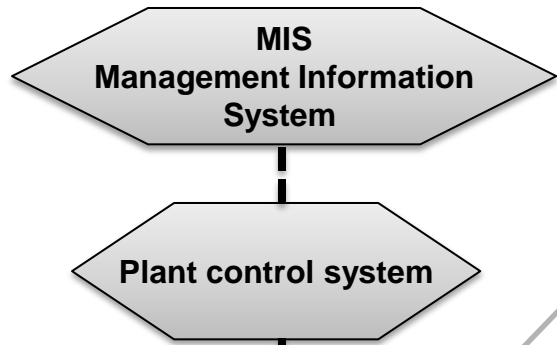 MIS
Management Information
System
Plant control system